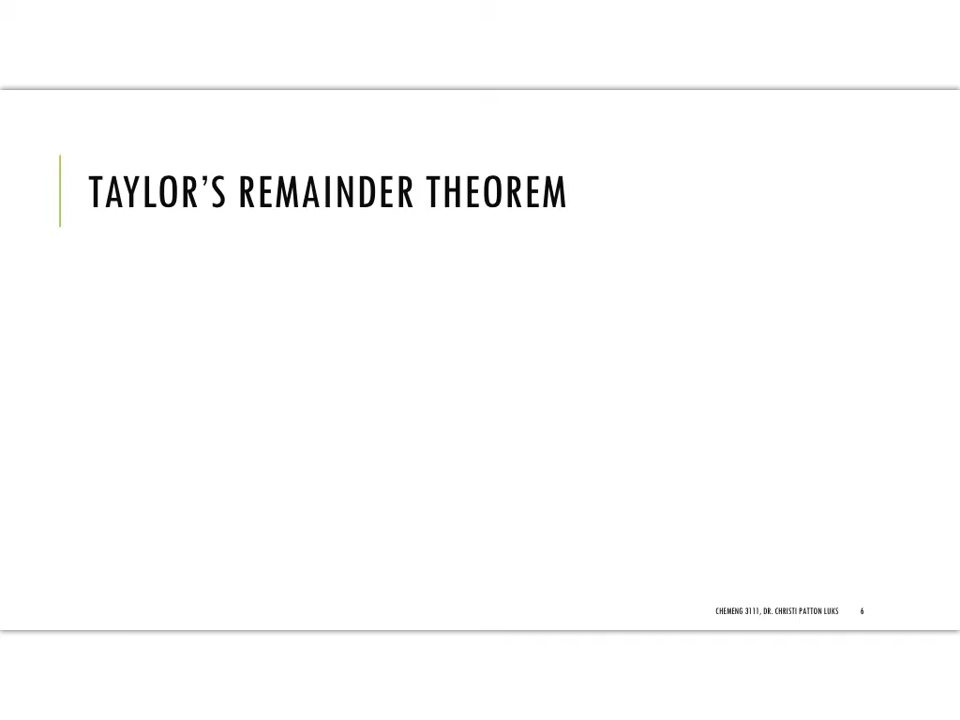 TAYLOR’S REMAINDER THEOREM
CHEMENG 3111, DR. CHRISTI PATTON LUKS 6